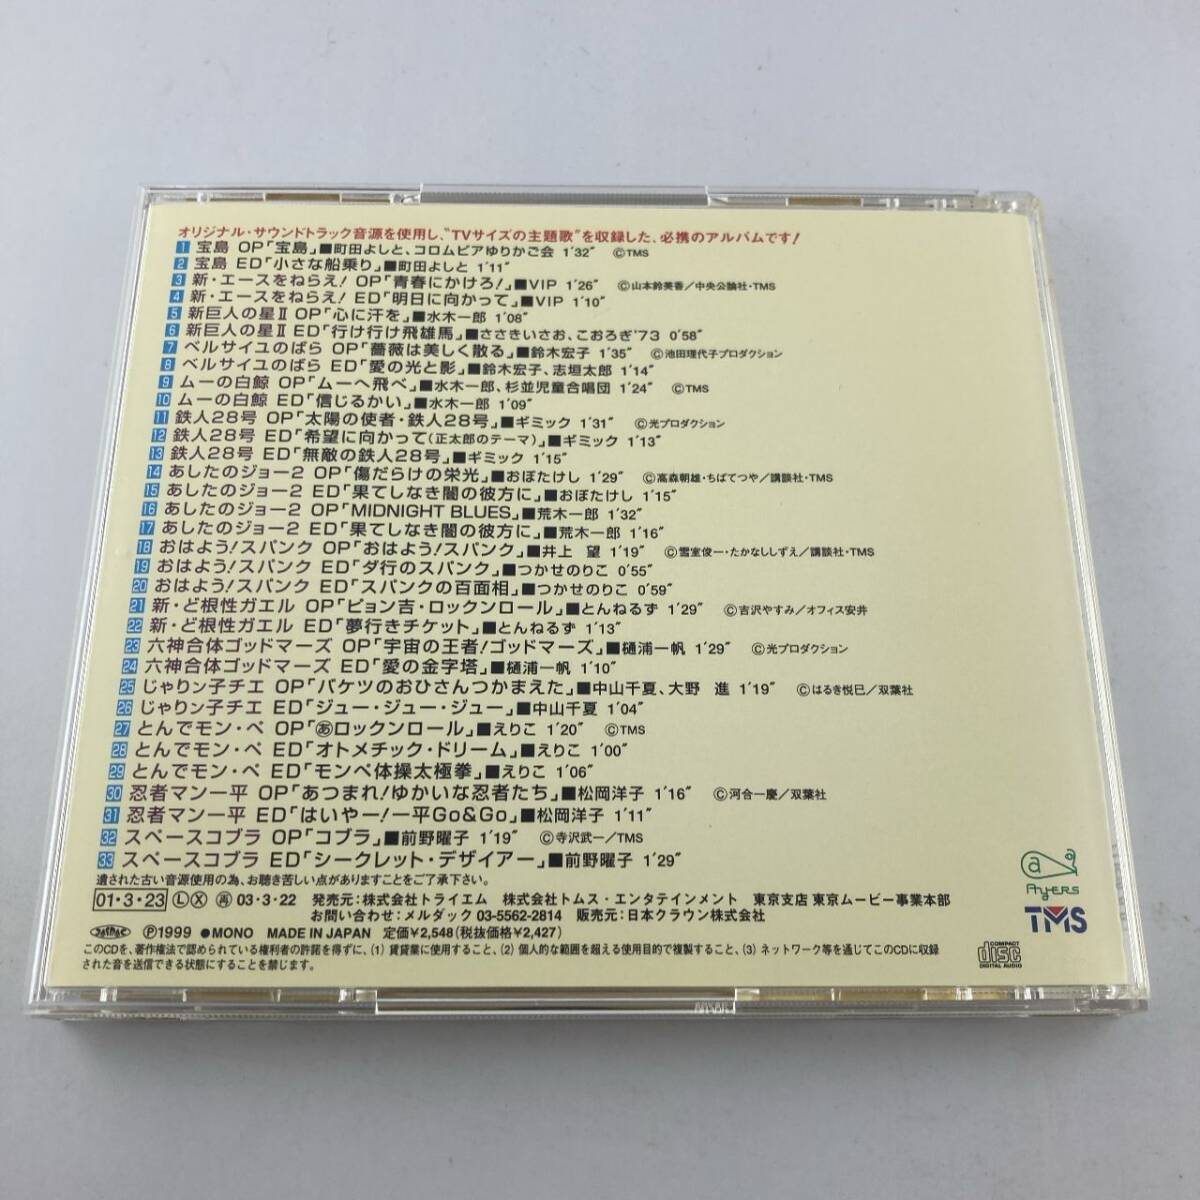 オリジナル・サウンドトラック音源を使用し、“TVサイズの主題歌”を収録した、必携のアルバムです！
1 宝島 OP「宝島」■町田よしと、コロムビアゆりかご会 1'32" ©TMS
2 宝島 ED「小さな船乗り」■町田よしと 1'11"
3 新・エースをねらえ！ OP「青春にかけろ！」■VIP 1'26" ©山本鈴美香／中央公論社・TMS
4 新・エースをねらえ！ ED「明日に向かって」■VIP 1'10"
5 新巨人の星Ⅱ OP「心に汗を」■水木一郎 1'08"
6 新巨人の星Ⅱ ED「行け行け飛雄馬」■ささきいさお、こおろぎ'73 0'58"
7 ベルサイユのばら OP「薔薇は美しく散る」■鈴木宏子 1'35" ©池田理代子プロダクション
8 ベルサイユのばら ED「愛の光と影」■鈴木宏子、志垣太郎 1'14"
9 ムーの白鯨 OP「ムーへ飛べ」■水木一郎、杉並児童合唱団 1'24" ©TMS
10 ムーの白鯨 ED「信じるかい」■水木一郎 1'09"
11 鉄人28号 OP「太陽の使者・鉄人28号」■ギミック 1'31" ©光プロダクション
12 鉄人28号 ED「希望に向かって(正太郎のテーマ)」■ギミック 1'13"
13 鉄人28号 ED「無敵の鉄人28号」■ギミック 1'15"
14 あしたのジョー2 OP「傷だらけの栄光」■おぼたけし 1'29" ©高森朝雄・ちばてつや／講談社・TMS
15 あしたのジョー2 ED「果てしなき闇の彼方に」■おぼたけし 1'15"
16 あしたのジョー2 OP「MIDNIGHT BLUES」■荒木一郎 1'32"
17 あしたのジョー2 ED「果てしなき闇の彼方に」■荒木一郎 1'16"
18 おはよう！スパンク OP「おはよう！スパンク」■井上 望 1'19" ©雪室俊一・たかなししずえ／講談社・TMS
19 おはよう！スパンク ED「ダ行のスパンク」■つかせのりこ 0'55"
20 おはよう！スパンク ED「スパンクの百面相」■つかせのりこ 0'59"
21 新・ど根性ガエル OP「ピョン吉・ロックンロール」■とんねるず 1'29" ©吉沢やすみ／オフィス安井
22 新・ど根性ガエル ED「夢行きチケット」■とんねるず 1'13"
23 六神合体ゴッドマーズ OP「宇宙の王者！ゴッドマーズ」■樋浦一帆 1'29" ©光プロダクション
24 六神合体ゴッドマーズ ED「愛の金字塔」■樋浦一帆 1'10"
25 じゃりン子チエ OP「バケツのおひさんつかまえた」■中山千夏、大野 進 1'19" ©はるき悦巳／双葉社
26 じゃりン子チエ ED「ジュー・ジュー・ジュー」■中山千夏 1'04"
27 とんでモン・ペ OP「㋐ロックンロール」■えりこ 1'20" ©TMS
28 とんでモン・ペ ED「オトメチック・ドリーム」■えりこ 1'00"
29 とんでモン・ペ ED「モンペ体操太極拳」■えりこ 1'06"
30 忍者マン一平 OP「あつまれ！ゆかいな忍者たち」■松岡洋子 1'16" ©河合一慶／双葉社
31 忍者マン一平 ED「はいやー！一平Go&Go」■松岡洋子 1'11"
32 スペースコブラ OP「コブラ」■前野曜子 1'19" ©寺沢武一／TMS
33 スペースコブラ ED「シークレット・デザイアー」■前野曜子 1'29"
遺された古い音源使用の為、お聴き苦しい点がありますことをご了承下さい。
01・3・23 Ⓛ Ⓧ ㊢ 03・3・22 発売元：株式会社トライエム 株式会社トムス・エンタテインメント 東京支店 東京ムービー事業本部
お問い合わせ：メルダック 03-5562-2814 販売元：日本クラウン株式会社
JASRAC ℗1999 ●MONO MADE IN JAPAN 定価¥2,548(税抜価格¥2,427)
このCDを、著作権法で認められている権利者の許諾を得ずに、(1) 賃貸業に使用すること、(2) 個人的な範囲を超える使用目的で複製すること、(3) ネットワーク等を通じてこのCDに収録
された音を送信できる状態にすることを禁じます。
Ayers
TMS
COMPACT
disc
DIGITAL AUDIO